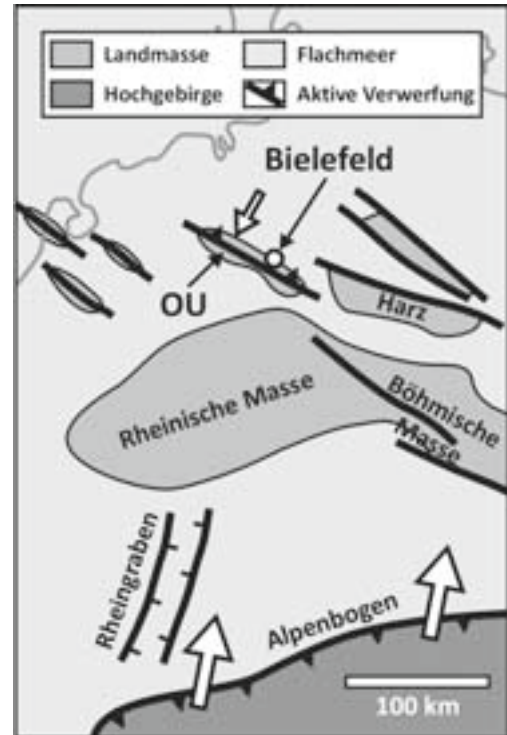 Landmasse
Flachmeer
Hochgebirge
Aktive Verwerfung
Bielefeld
OU
Harz
Rheinische Masse
Böhmische
Masse
Rheingraben
Alpenbogen
100 km